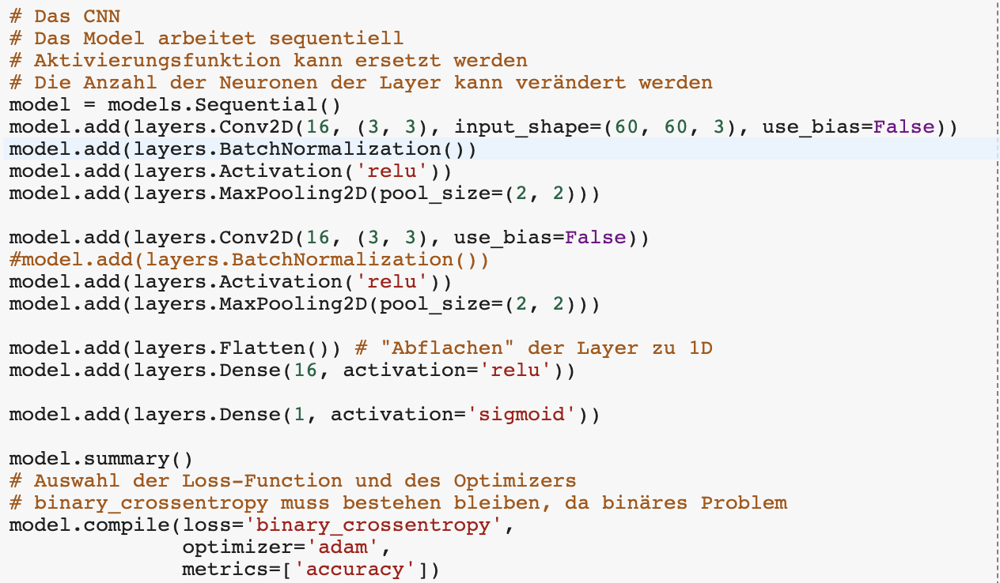 # Das CNN
# Das Model arbeitet sequentiell
# Aktivierungsfunktion kann ersetzt werden
# Die Anzahl der Neuronen der Layer kann verändert werden
model = models.Sequential()
model.add(layers.Conv2D(16, (3, 3), input_shape=(60, 60, 3), use_bias=False))
model.add(layers.BatchNormalization())
model.add(layers.Activation('relu'))
model.add(layers.MaxPooling2D(pool_size=(2, 2)))

model.add(layers.Conv2D(16, (3, 3), use_bias=False))
#model.add(layers.BatchNormalization())
model.add(layers.Activation('relu'))
model.add(layers.MaxPooling2D(pool_size=(2, 2)))

model.add(layers.Flatten()) # "Abflachen" der Layer zu 1D
model.add(layers.Dense(16, activation='relu'))

model.add(layers.Dense(1, activation='sigmoid'))

model.summary()
# Auswahl der Loss-Function und des Optimizers
# binary_crossentropy muss bestehen bleiben, da binäres Problem
model.compile(loss='binary_crossentropy',
              optimizer='adam',
              metrics=['accuracy'])